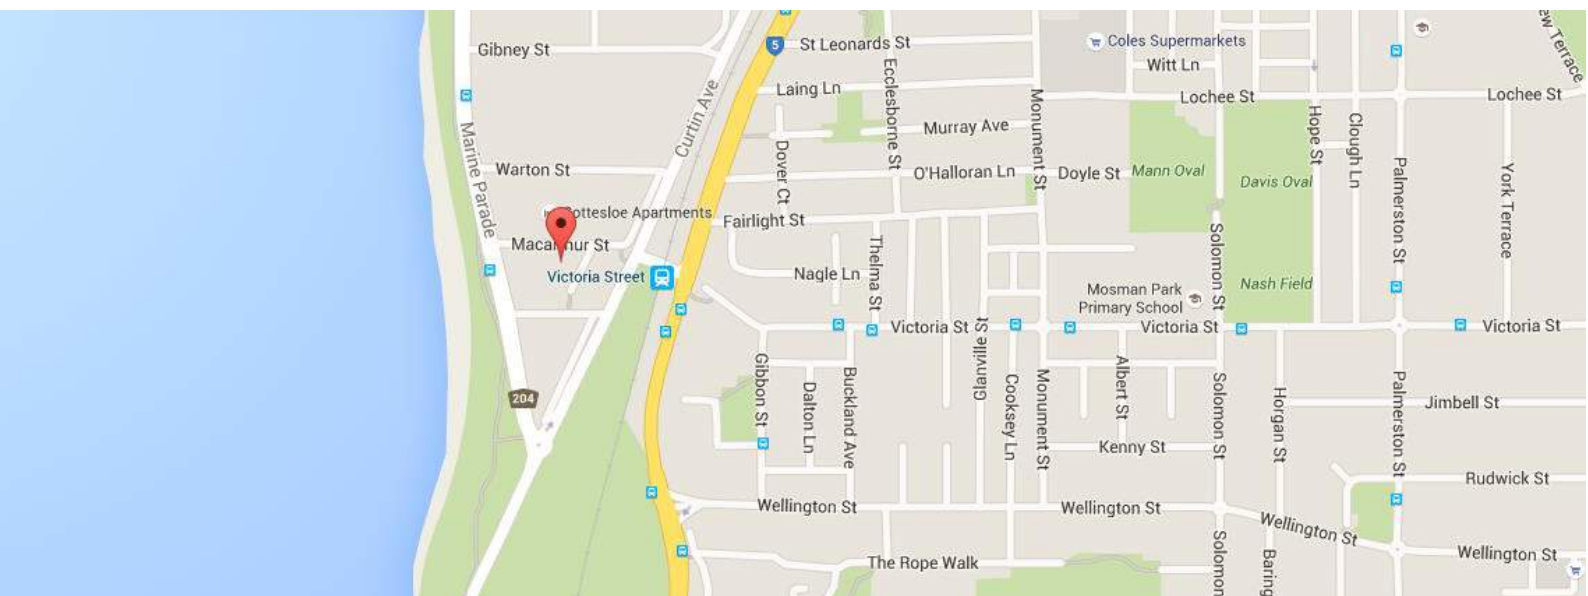 Gibney St
5
St Leonards St
Coles Supermarkets
Witt Ln
Laing Ln
Lochee St
Lochee St
Terrace
Curtin Ave
Ecclesborne St
Monument St
Marine Parade
Murray Ave
Hope St
Clough Ln
Dover Ct
Warton St
O'Halloran Ln
Doyle St
Mann Oval
Davis Oval
Palmerston St
York Terrace
Apartments
Fairlight St
St
Victoria Street
Nagle Ln
Thelma St
Solomon St
Nash Field
Mosman Park
Primary School
Victoria St
Glanville St
Victoria St
Victoria St
204
Gibbon St
Dalton Ln
Buckland Ave
Cooksey Ln
Monument St
Albert St
Solomon St
Horgan St
Palmerston St
Jimbell St
Kenny St
Rudwick St
Wellington St
Wellington St
Wellington St
Wellington St
The Rope Walk
Solomon
Baring